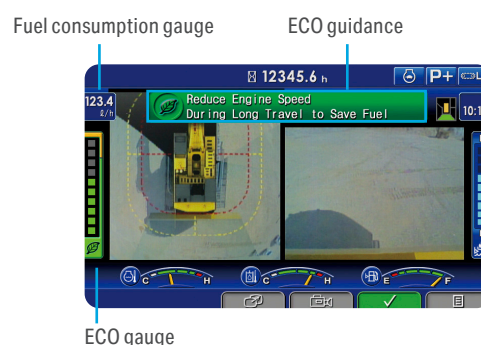 Fuel consumption gauge
ECO guidance
12345.6 h
P+
L
123.4
ℓ/h
Reduce Engine Speed
During Long Travel to Save Fuel
10:1
C H
C H
E F
ECO gauge